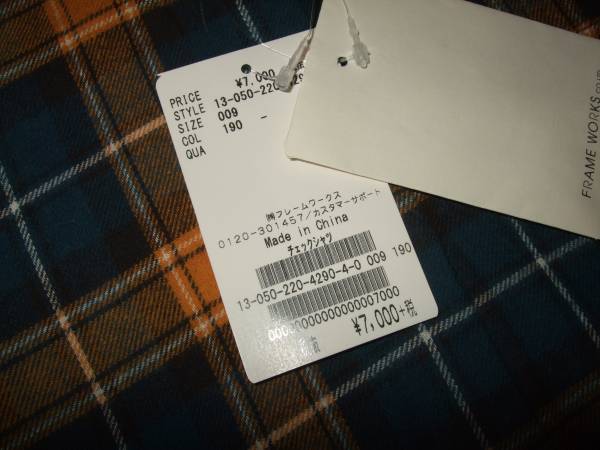 PRICE ¥7,000
STYLE 13-050-220-4290
SIZE 009
COL 190 -
QUA
㈱フレームワークス
0120-301457/カスタマーサポート
Made in China
チェックシャツ
13-050-220-4290-4-0 009 190
¥7,000+税
FRAME WORKS